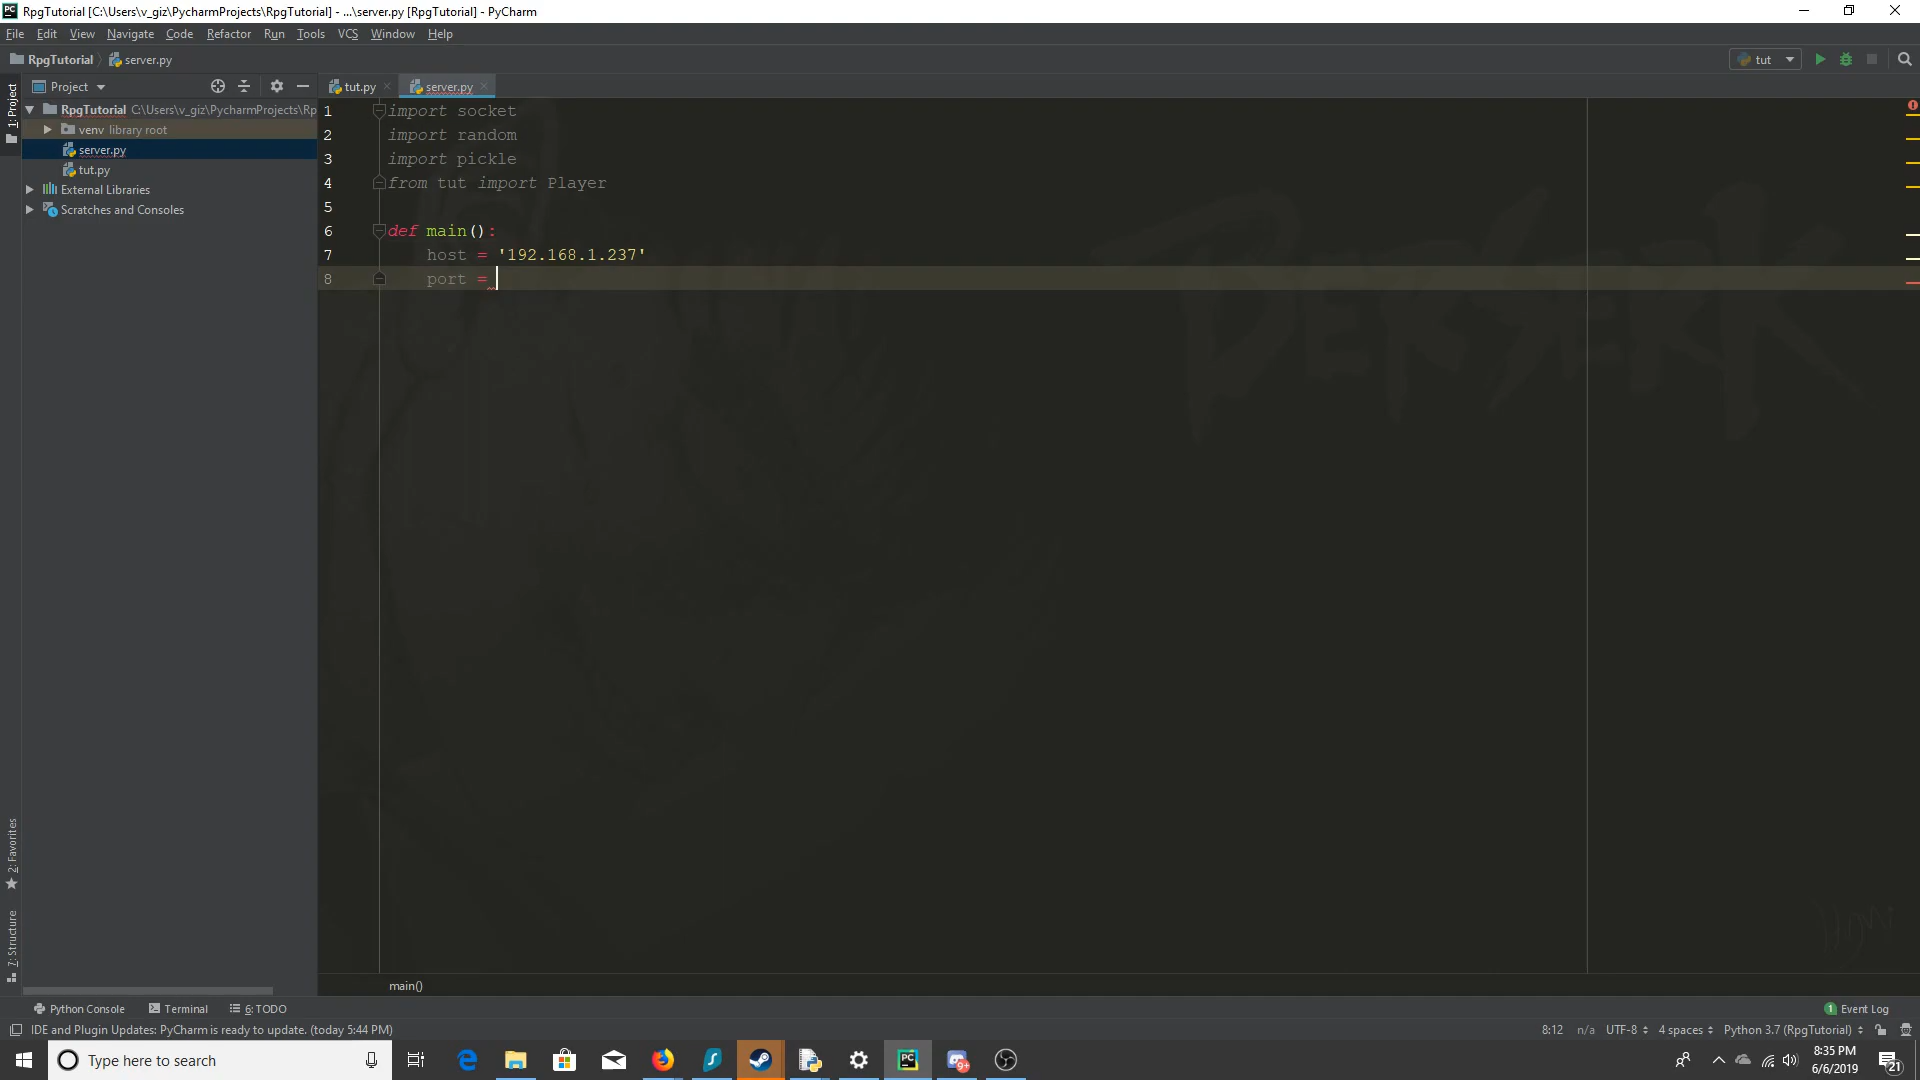 RpgTutorial [C:\Users\v_giz\PycharmProjects\RpgTutorial] - ...\server.py [RpgTutorial] - PyCharm
File Edit View Navigate Code Refactor Run Tools VCS Window Help
RpgTutorial server.py tut
Project tut.py server.py
1: Project
RpgTutorial C:\Users\v_giz\PycharmProjects\Rp
venv library root
server.py
tut.py
External Libraries
Scratches and Consoles
1 import socket
2 import random
3 import pickle
4 from tut import Player
5
6 def main():
7 host = '192.168.1.237'
8 port =
BERSERK
2: Favorites
7: Structure
main()
Python Console Terminal 6: TODO 1 Event Log
IDE and Plugin Updates: PyCharm is ready to update. (today 5:44 PM) 8:12 n/a UTF-8 4 spaces Python 3.7 (RpgTutorial)
Type here to search 9+ 8:35 PM
6/6/2019 21